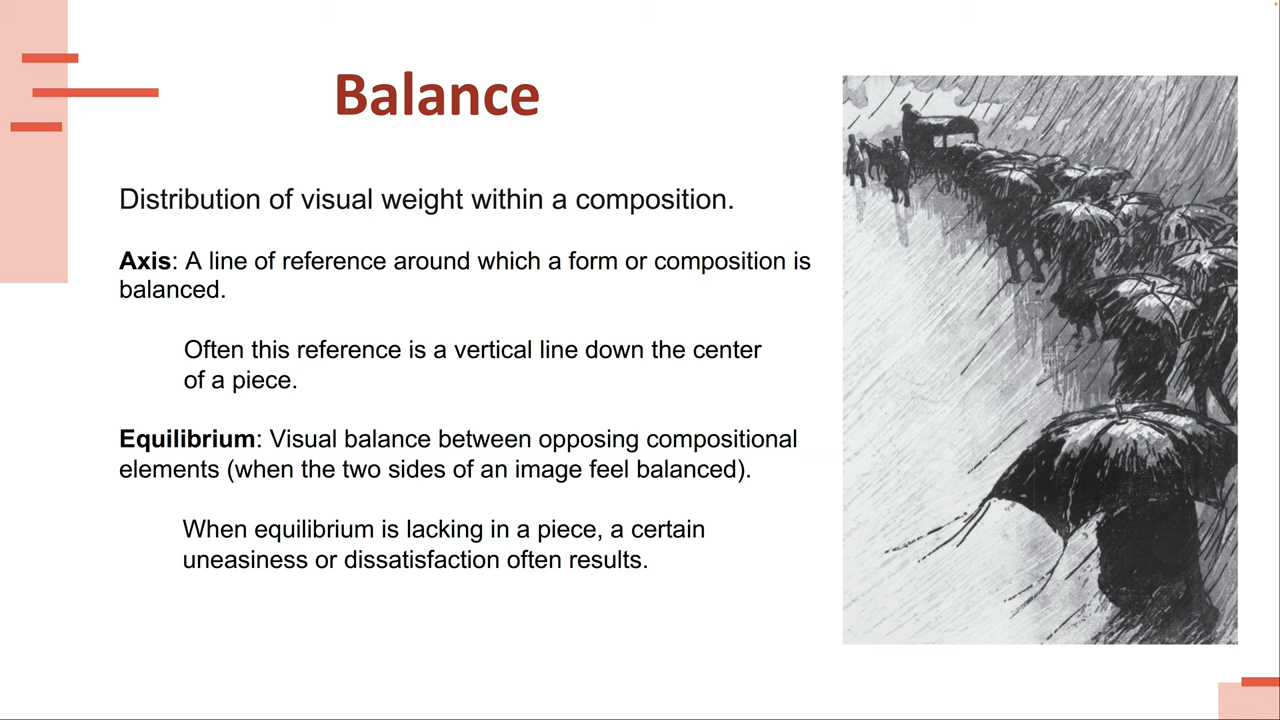 Balance
Distribution of visual weight within a composition.
Axis: A line of reference around which a form or composition is
balanced.
Often this reference is a vertical line down the center
of a piece.
Equilibrium: Visual balance between opposing compositional
elements (when the two sides of an image feel balanced).
When equilibrium is lacking in a piece, a certain
uneasiness or dissatisfaction often results.